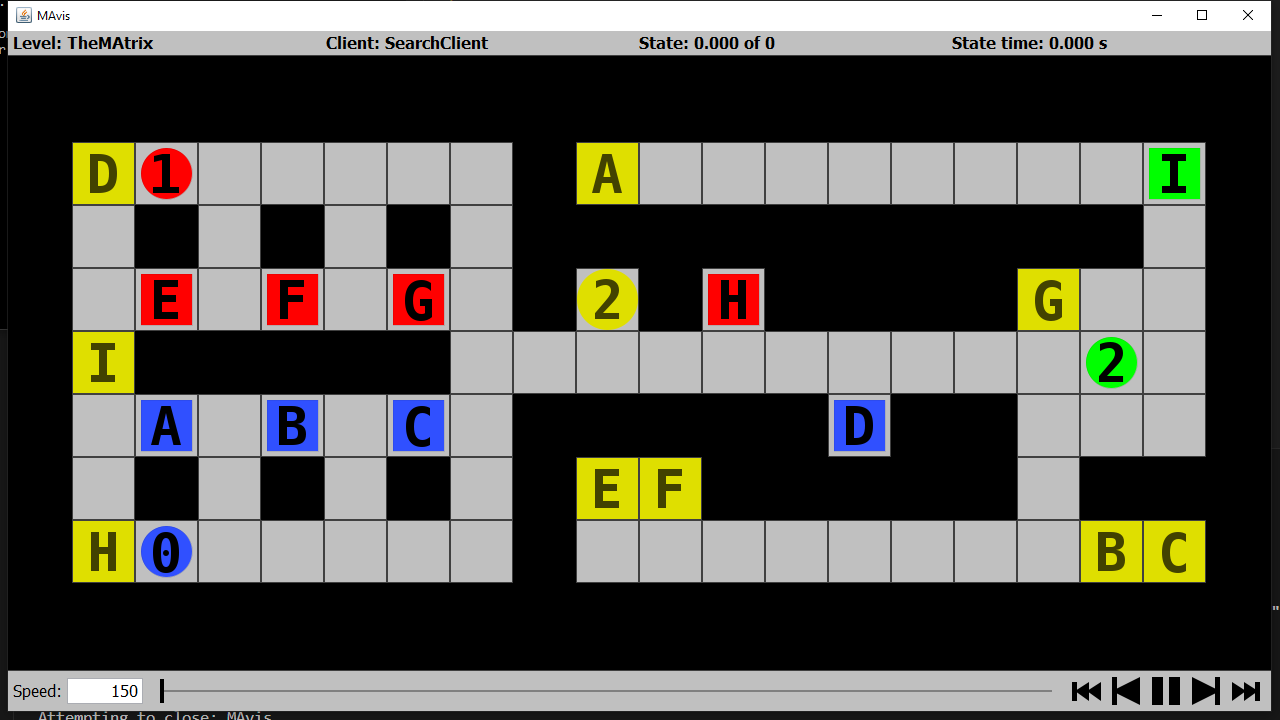 MAvis
Level: TheMAtrix Client: SearchClient State: 0.000 of 0 State time: 0.000 s
D 1 A I
E F G 2 H G
I 2
A B C D
E F
H 0 B C
"
Speed: 150
Attempting to close: MAvis